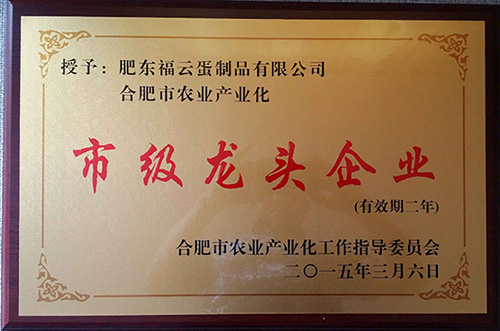 授予：肥东福云蛋制品有限公司
合肥市农业产业化
市级龙头企业
(有效期二年)
合肥市农业产业化工作指导委员会
二〇一五年三月六日